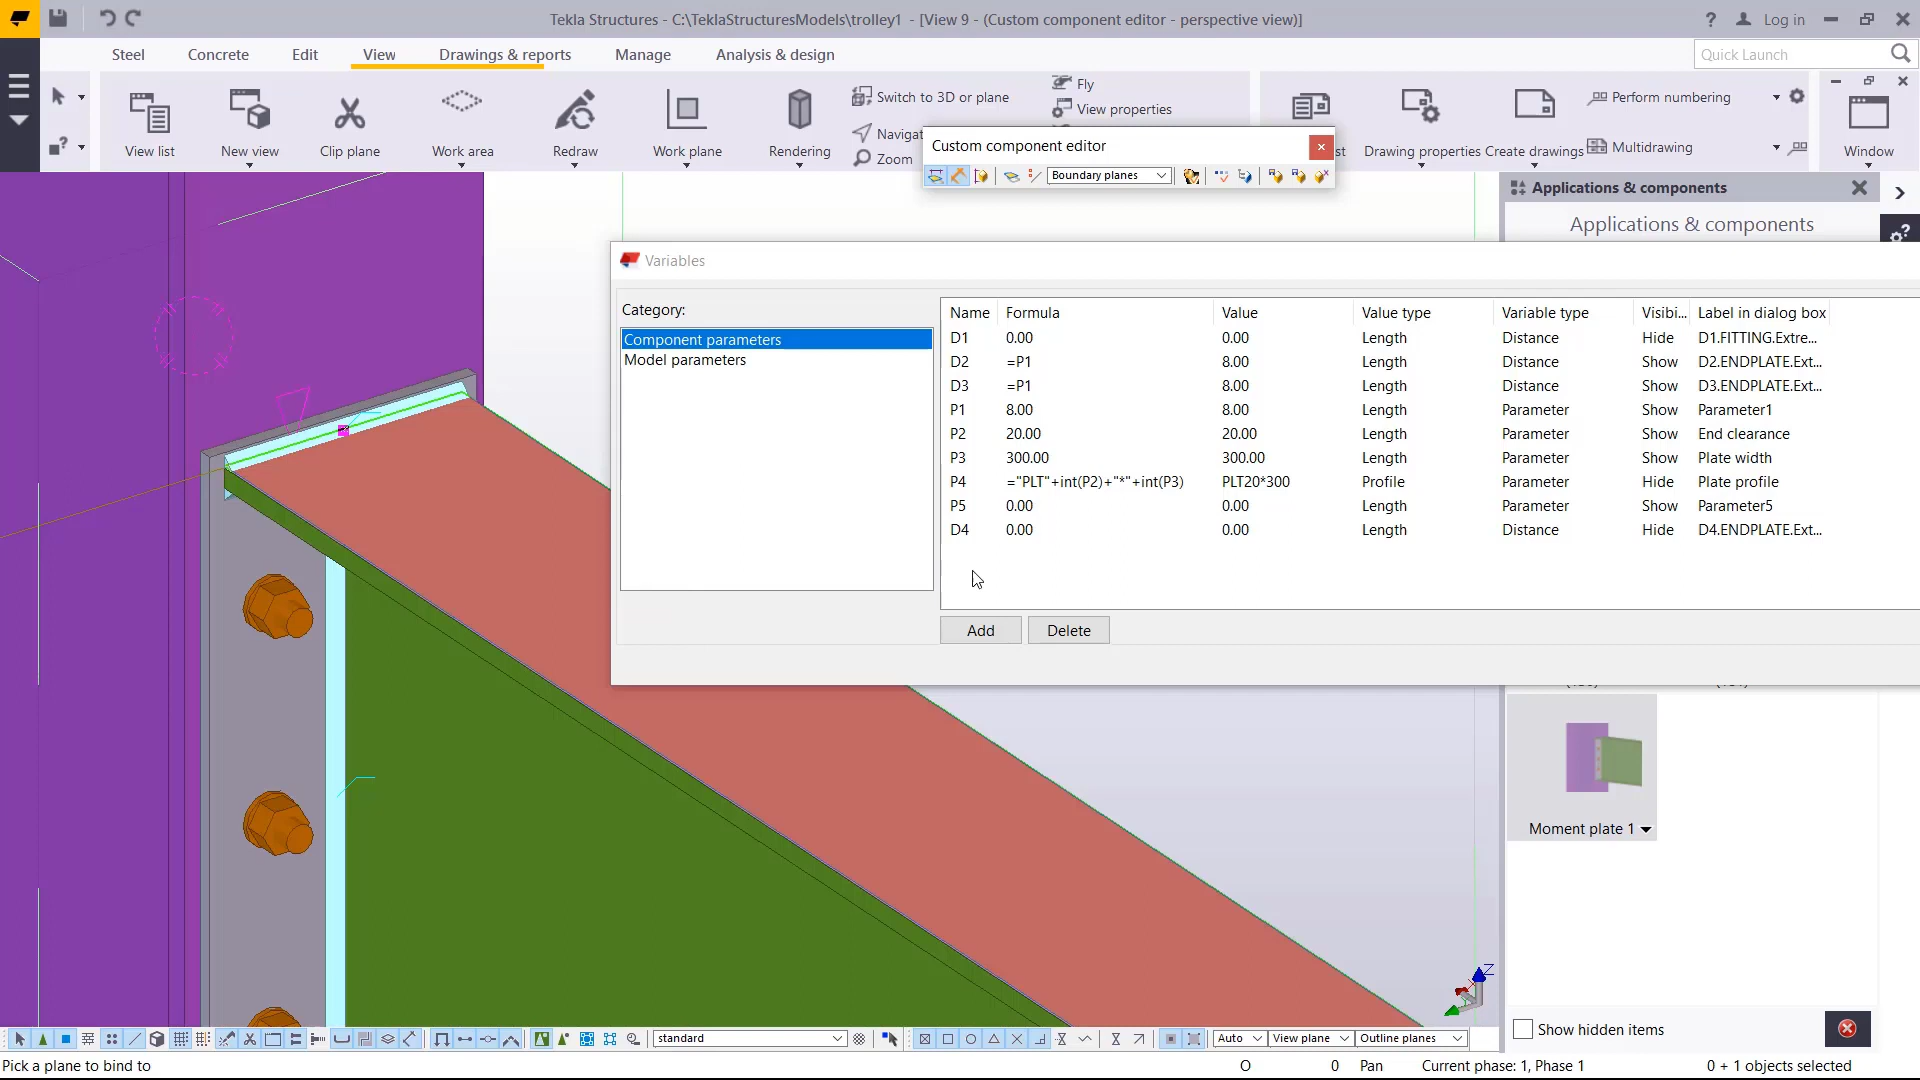 Tekla Structures - C:\TeklaStructuresModels\trolley1 - [View 9 - (Custom component editor - perspective view)]
? Log in
Steel Concrete Edit View Drawings & reports Manage Analysis & design
Quick Launch
View list
New view
Clip plane
Work area
Redraw
Work plane
Rendering
Switch to 3D or plane
Navigat
Zoom
Fly
View properties
Drawing properties
Create drawings
Perform numbering
Multidrawing
Window
Custom component editor
Boundary planes
Applications & components
Applications & components
Variables
Category:
Component parameters
Model parameters
Name Formula Value Value type Variable type Visibi... Label in dialog box
D1 0.00 0.00 Length Distance Hide D1.FITTING.Extre...
D2 =P1 8.00 Length Distance Show D2.ENDPLATE.Ext...
D3 =P1 8.00 Length Distance Show D3.ENDPLATE.Ext...
P1 8.00 8.00 Length Parameter Show Parameter1
P2 20.00 20.00 Length Parameter Show End clearance
P3 300.00 300.00 Length Parameter Show Plate width
P4 ="PLT"+int(P2)+"*"+int(P3) PLT20*300 Profile Parameter Hide Plate profile
P5 0.00 0.00 Length Parameter Show Parameter5
D4 0.00 0.00 Length Distance Hide D4.ENDPLATE.Ext...
Add Delete
Moment plate 1
Z
Show hidden items
standard
Auto View plane Outline planes
Pick a plane to bind to
O 0 Pan Current phase: 1, Phase 1 0 + 1 objects selected